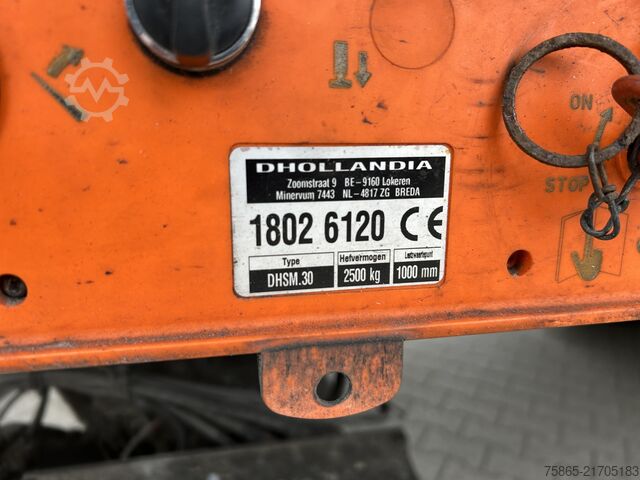 ON
STOP
DHOLLANDIA
Zoomstraat 9 BE-9160 Lokeren
Minervum 7443 NL-4817 ZG BREDA
1802 6120 CE
Type Hefvermogen Lastzwaartepunt
DHSM.30 2500 kg 1000 mm
75865-21705183